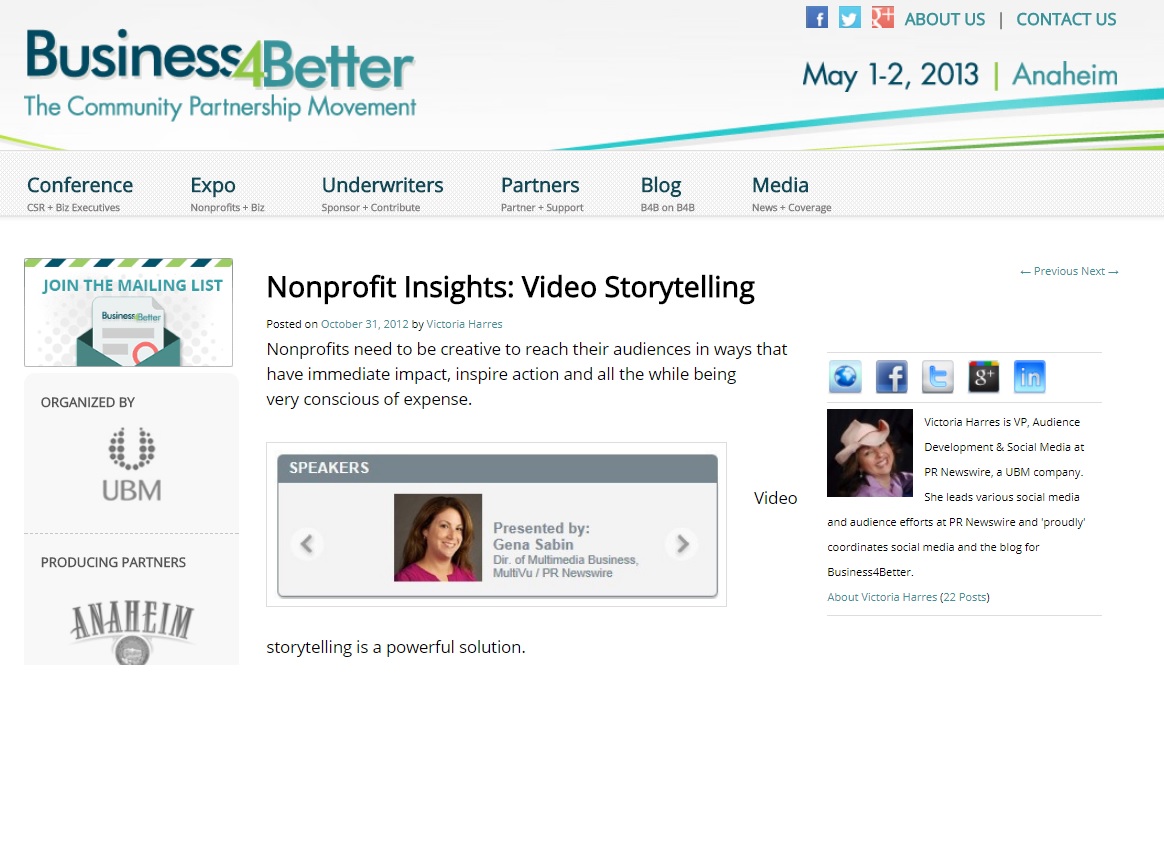 ABOUT US | CONTACT US
Business4Better
The Community Partnership Movement
May 1-2, 2013 | Anaheim
Conference
CSR + Biz Executives
Expo
Nonprofits + Biz
Underwriters
Sponsor + Contribute
Partners
Partner + Support
Blog
B4B on B4B
Media
News + Coverage
JOIN THE MAILING LIST
Business4Better
ORGANIZED BY
UBM
PRODUCING PARTNERS
ANAHEIM
Nonprofit Insights: Video Storytelling
Posted on October 31, 2012 by Victoria Harres
Nonprofits need to be creative to reach their audiences in ways that
have immediate impact, inspire action and all the while being
very conscious of expense.
SPEAKERS
Presented by:
Gena Sabin
Dir. of Multimedia Business,
MultiVu / PR Newswire
Video
storytelling is a powerful solution.
← Previous Next →
Victoria Harres is VP, Audience
Development & Social Media at
PR Newswire, a UBM company.
She leads various social media
and audience efforts at PR Newswire and 'proudly'
coordinates social media and the blog for
Business4Better.
About Victoria Harres (22 Posts)